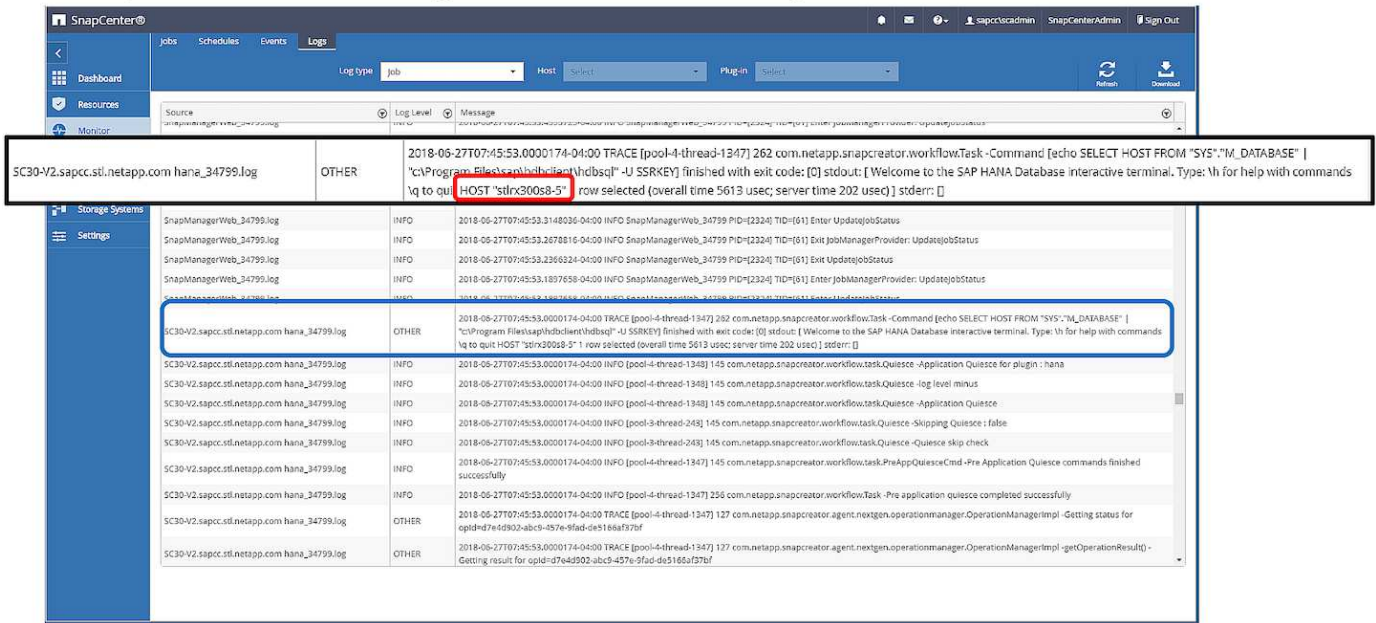 SnapCenter®
sapcc\scadmin SnapCenterAdmin Sign Out
Jobs Schedules Events Logs
Log type Job Host Select Plug-in Select
Refresh Download
Dashboard
Resources
Monitor
Storage Systems
Settings
Source Log Level Message
SC30-V2.sapcc.stl.netapp.com hana_34799.log OTHER
2018-06-27T07:45:53.0000174-04:00 TRACE [pool-4-thread-1347] 262 com.netapp.snapcreator.workflow.Task -Command [echo SELECT HOST FROM "SYS"."M_DATABASE" |
"c:\Program Files\sap\hdbclient\hdbsql" -U SSRKEY] finished with exit code: [0] stdout: [ Welcome to the SAP HANA Database interactive terminal. Type: \h for help with commands
\q to quit HOST "stlrx300s8-5" row selected (overall time 5613 usec; server time 202 usec) ] stderr: []
SnapManagerWeb_34799.log INFO 2018-06-27T07:45:53.3148036-04:00 INFO SnapManagerWeb_34799 PID=[2324] TID=[61] Enter UpdateJobStatus
SnapManagerWeb_34799.log INFO 2018-06-27T07:45:53.2678816-04:00 INFO SnapManagerWeb_34799 PID=[2324] TID=[61] Exit JobManagerProvider: UpdateJobStatus
SnapManagerWeb_34799.log INFO 2018-06-27T07:45:53.2366324-04:00 INFO SnapManagerWeb_34799 PID=[2324] TID=[61] Exit UpdateJobStatus
SnapManagerWeb_34799.log INFO 2018-06-27T07:45:53.1897658-04:00 INFO SnapManagerWeb_34799 PID=[2324] TID=[61] Enter JobManagerProvider: UpdateJobStatus
SC30-V2.sapcc.stl.netapp.com hana_34799.log OTHER
2018-06-27T07:45:53.0000174-04:00 TRACE [pool-4-thread-1347] 262 com.netapp.snapcreator.workflow.Task -Command [echo SELECT HOST FROM "SYS"."M_DATABASE" |
"c:\Program Files\sap\hdbclient\hdbsql" -U SSRKEY] finished with exit code: [0] stdout: [ Welcome to the SAP HANA Database interactive terminal. Type: \h for help with commands
\q to quit HOST "stlrx300s8-5" 1 row selected (overall time 5613 usec; server time 202 usec) ] stderr: []
SC30-V2.sapcc.stl.netapp.com hana_34799.log INFO 2018-06-27T07:45:53.0000174-04:00 INFO [pool-4-thread-1348] 145 com.netapp.snapcreator.workflow.task.Quiesce -Application Quiesce for plugin : hana
SC30-V2.sapcc.stl.netapp.com hana_34799.log INFO 2018-06-27T07:45:53.0000174-04:00 INFO [pool-4-thread-1348] 145 com.netapp.snapcreator.workflow.task.Quiesce -log level minus
SC30-V2.sapcc.stl.netapp.com hana_34799.log INFO 2018-06-27T07:45:53.0000174-04:00 INFO [pool-4-thread-1348] 145 com.netapp.snapcreator.workflow.task.Quiesce -Application Quiesce
SC30-V2.sapcc.stl.netapp.com hana_34799.log INFO 2018-06-27T07:45:53.0000174-04:00 INFO [pool-3-thread-243] 145 com.netapp.snapcreator.workflow.task.Quiesce -Skipping Quiesce : false
SC30-V2.sapcc.stl.netapp.com hana_34799.log INFO 2018-06-27T07:45:53.0000174-04:00 INFO [pool-3-thread-243] 145 com.netapp.snapcreator.workflow.task.Quiesce -Quiesce skip check
SC30-V2.sapcc.stl.netapp.com hana_34799.log INFO 2018-06-27T07:45:53.0000174-04:00 INFO [pool-4-thread-1347] 145 com.netapp.snapcreator.workflow.task.PreAppQuiesceCmd -Pre Application Quiesce commands finished
successfully
SC30-V2.sapcc.stl.netapp.com hana_34799.log INFO 2018-06-27T07:45:53.0000174-04:00 INFO [pool-4-thread-1347] 256 com.netapp.snapcreator.workflow.Task -Pre application quiesce completed successfully
SC30-V2.sapcc.stl.netapp.com hana_34799.log OTHER 2018-06-27T07:45:53.0000174-04:00 TRACE [pool-4-thread-1347] 127 com.netapp.snapcreator.agent.nextgen.operationmanager.OperationManagerImpl -Getting status for
opId=d7e4d902-abc9-457e-9fad-de5166af37bf
SC30-V2.sapcc.stl.netapp.com hana_34799.log OTHER 2018-06-27T07:45:53.0000174-04:00 TRACE [pool-4-thread-1347] 127 com.netapp.snapcreator.agent.nextgen.operationmanager.OperationManagerImpl -getOperationResult() -
Getting result for opId=d7e4d902-abc9-457e-9fad-de5166af37bf